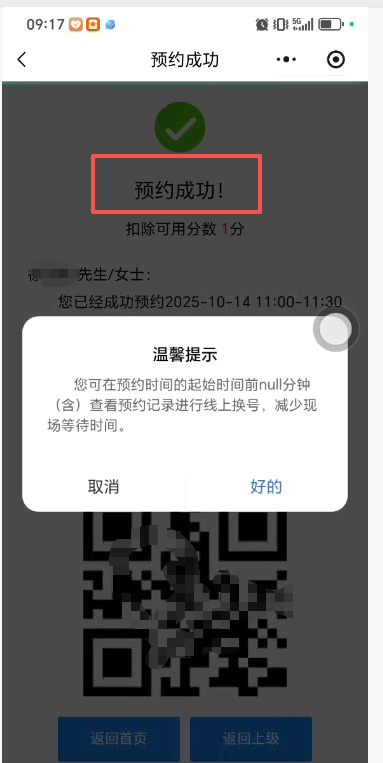 09:17
5G
预约成功
预约成功！
扣除可用分数 1分
先生/女士：
您已经成功预约2025-10-14 11:00-11:30
温馨提示
您可在预约时间的起始时间前null分钟
（含）查看预约记录进行线上换号，减少现
场等待时间。
取消
好的
返回首页
返回上级